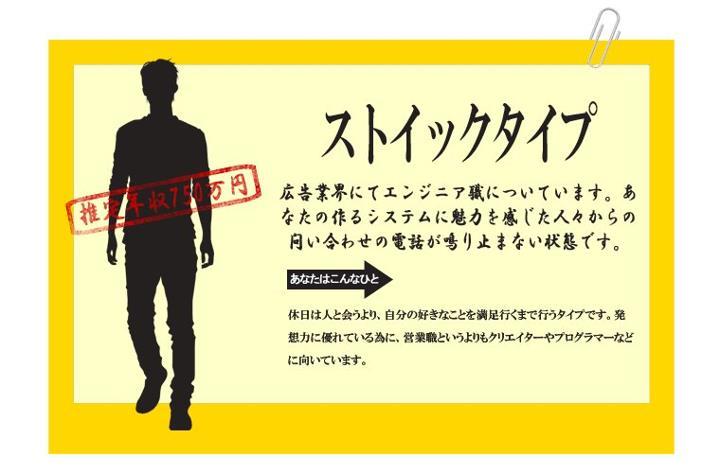 ストイックタイプ
推定年収750万円
広告業界にてエンジニア職についています。あ
なたの作るシステムに魅力を感じた人々からの
問い合わせの電話が鳴り止まない状態です。
あなたはこんなひと
休日は人と会うより、自分の好きなことを満足行くまで行うタイプです。発
想力に優れている為に、営業職というよりもクリエイターやプログラマーなど
に向いています。